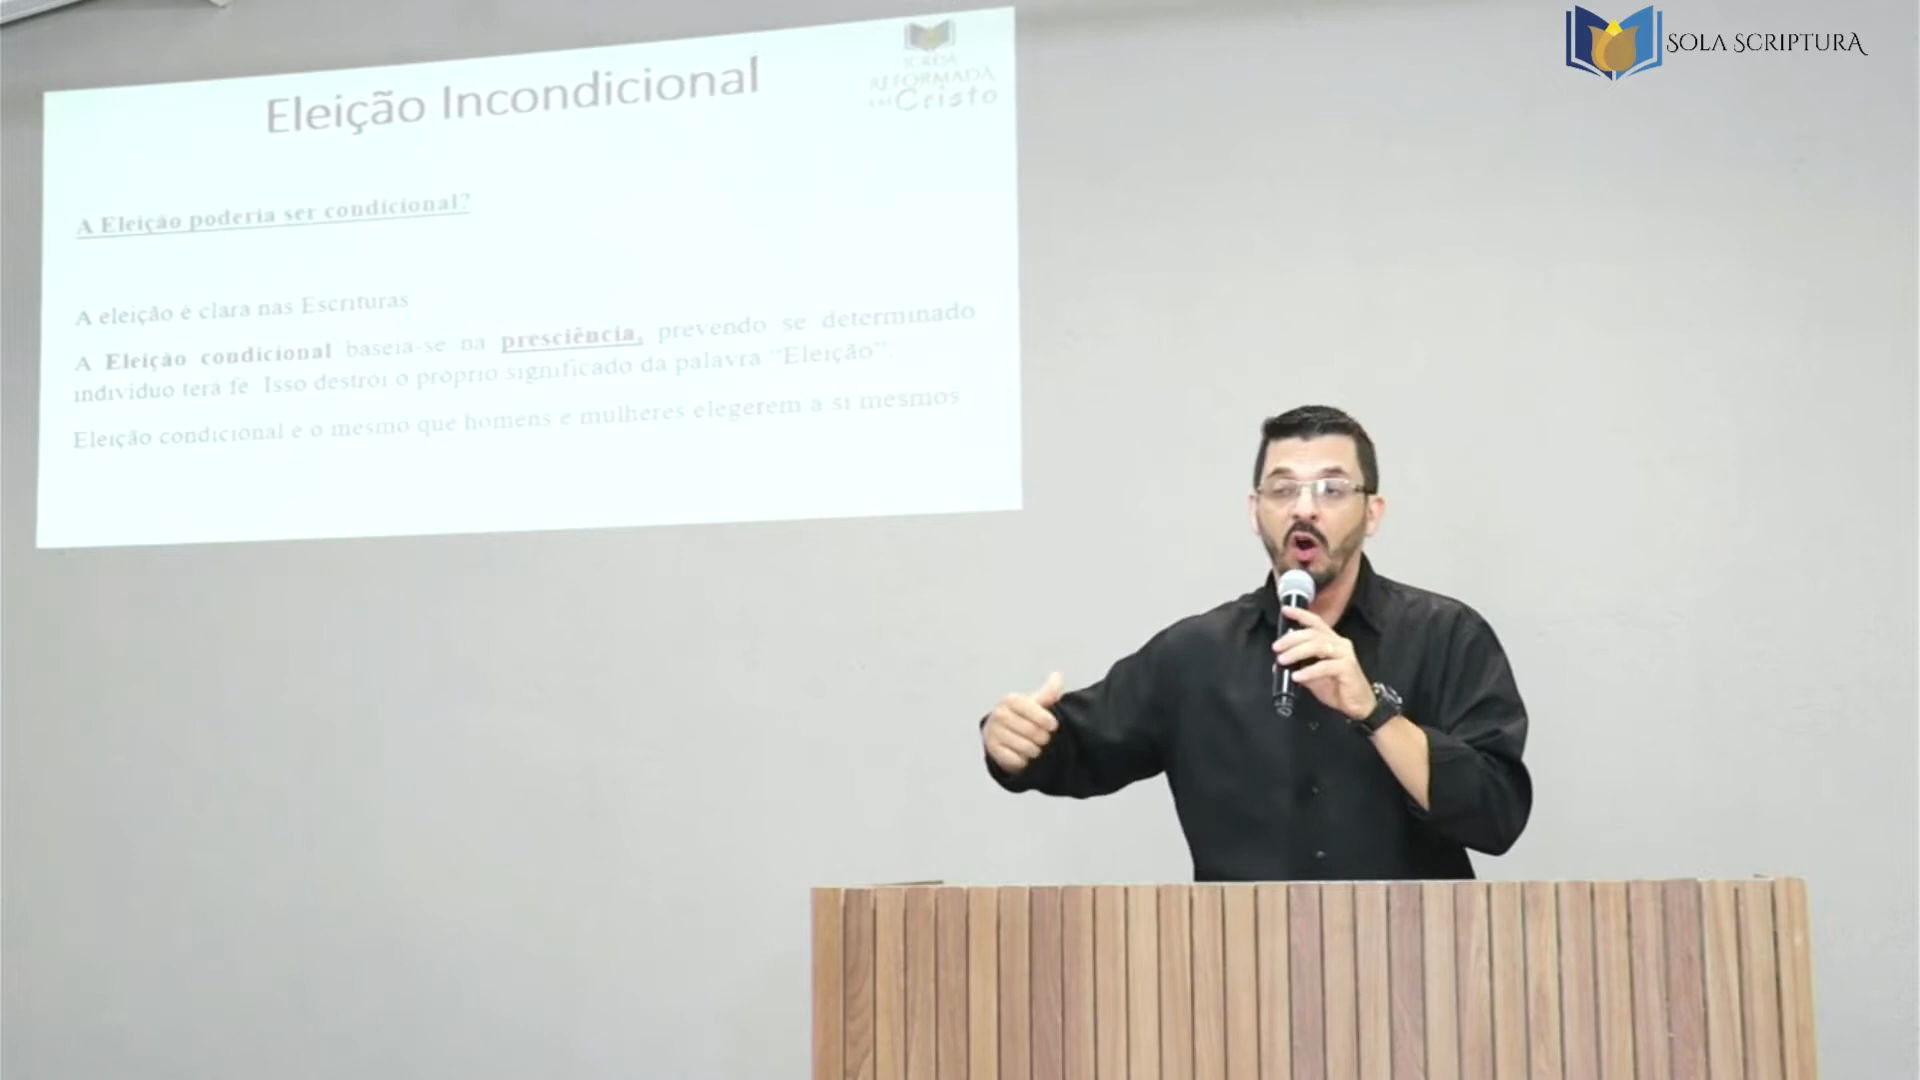 SOLA SCRIPTURA
IGREJA
REFORMADA
EM Cristo
Eleição Incondicional
A Eleição poderia ser condicional?
A eleição é clara nas Escrituras
A Eleição condicional baseia-se na presciência, prevendo se determinado
indivíduo terá fé. Isso destrói o próprio significado da palavra “Eleição”.
Eleição condicional é o mesmo que homens e mulheres elegerem a si mesmos